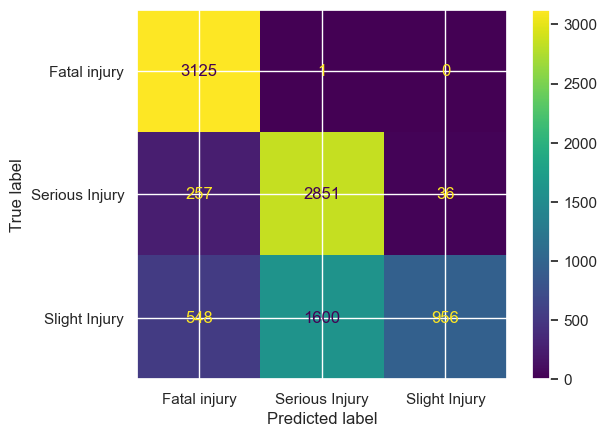 Fatal injury 3125 1 0
Serious Injury 257 2851 36
Slight Injury 548 1600 956
Fatal injury Serious Injury Slight Injury
Predicted label
True label
3000
2500
2000
1500
1000
500
0